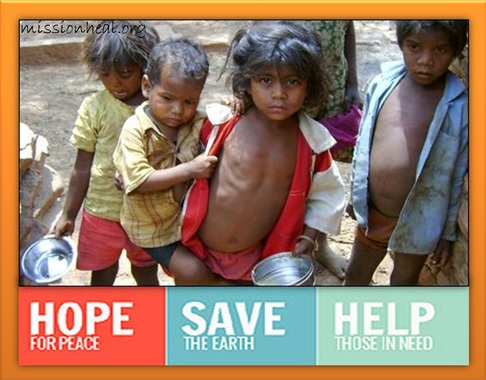 missionheal.org
HOPE
FOR PEACE
SAVE
THE EARTH
HELP
THOSE IN NEED